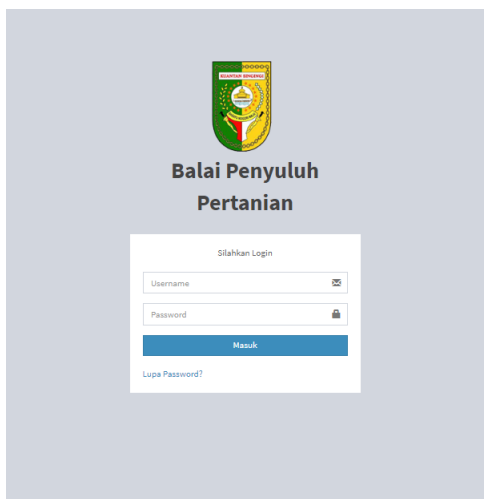 KUANTAN SINGINGI
Balai Penyuluh
Pertanian
Silahkan Login
Username
Password
Masuk
Lupa Password?